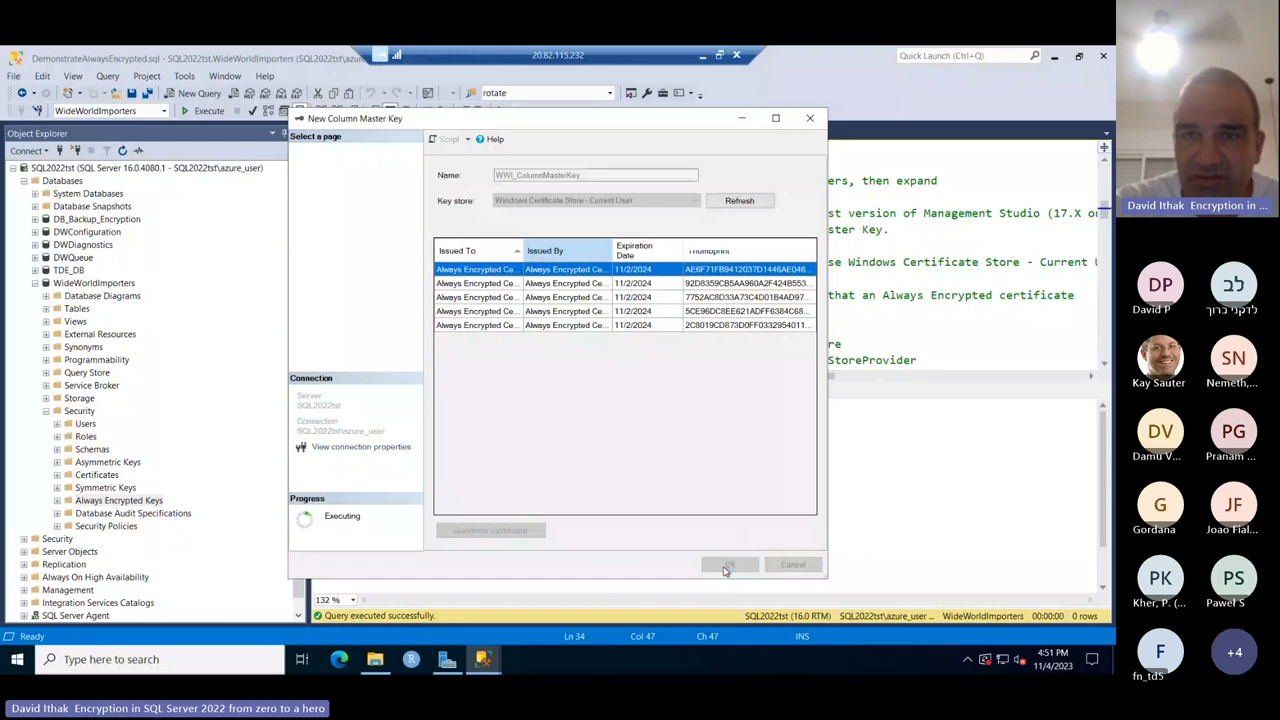 DemonstrateAlwaysEncrypted.sql - SQL2022tst.WideWorldImporters (SQL2022tst\az
20.82.115.232
Quick Launch (Ctrl+Q)
File Edit View Query Project Tools Window Help
New Query
rotate
WideWorldImporters
Execute
Object Explorer
Connect
SQL2022tst (SQL Server 16.0.4080.1 - SQL2022tst\azure_user)
Databases
System Databases
Database Snapshots
DB_Backup_Encryption
DWConfiguration
DWDiagnostics
DWQueue
TDE_DB
WideWorldImporters
Database Diagrams
Tables
Views
External Resources
Synonyms
Programmability
Query Store
Service Broker
Storage
Security
Users
Roles
Schemas
Asymmetric Keys
Certificates
Symmetric Keys
Always Encrypted Keys
Database Audit Specifications
Security Policies
Security
Server Objects
Replication
Always On High Availability
Management
Integration Services Catalogs
SQL Server Agent
New Column Master Key
Select a page
Script Help
Name: WWI_ColumnMasterKey
Key store: Windows Certificate Store - Current User Refresh
Issued To Issued By Expiration Date Thumbprint
Always Encrypted Ce... Always Encrypted Ce... 11/2/2024 AE6F71FB9412037D1446AE046...
Always Encrypted Ce... Always Encrypted Ce... 11/2/2024 92D8359CB5AA960A2F424B553...
Always Encrypted Ce... Always Encrypted Ce... 11/2/2024 7752AC8D33A73C4D01B4AD97...
Always Encrypted Ce... Always Encrypted Ce... 11/2/2024 5CE96DC8EE621ADFF6384C68...
Always Encrypted Ce... Always Encrypted Ce... 11/2/2024 2C8019CD873D0FF0332954011...
Connection
Server
SQL2022tst
Connection
SQL2022tst\azure_user
View connection properties
Progress
Executing
Generate Certificate
OK Cancel
ers, then expand
st version of Management Studio (17.X or
ster Key.
se Windows Certificate Store - Current U
that an Always Encrypted certificate
re
StoreProvider
132 %
Query executed successfully.
SQL2022tst (16.0 RTM) SQL2022tst\azure_user ... WideWorldImporters 00:00:00 0 rows
Ready Ln 34 Col 47 Ch 47 INS
Type here to search
4:51 PM
11/4/2023
David Ithak Encryption in SQL Server 2022 from zero to a hero
David Ithak Encryption in ...
DP
David P
לב
לדקני ברוך
Kay Sauter
SN
Nemeth,...
DV
Damu V...
PG
Pranam ...
G
Gordana
JF
Joao Fial...
PK
Kher, P. (...
PS
Paweł S
F
fn_td5
+4